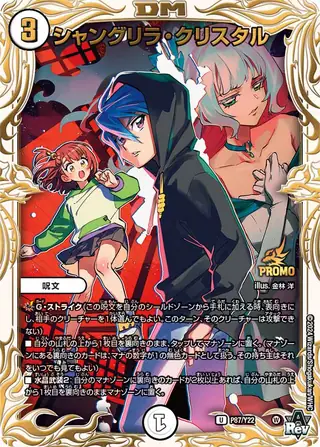 DM
3
シャングリラ・クリスタル
PROMO
illus. 金林 洋
呪文
G・ストライク (この呪文を自分のシールドゾーンから手札に加える時、表向きにし、相手のクリーチャーを1体選んでもよい。このターン、そのクリーチャーは攻撃できない)
■自分の山札の上から1枚目を裏向きのまま、タップしてマナゾーンに置く。(マナゾーンにある裏向きのカードは、マナの数字が1の無色カードとして扱う。その持ち主はそれをいつでも見てもよい)
■水晶武装2:自分のマナゾーンに裏向きのカードが2枚以上あれば、自分の山札の上から1枚目を裏向きのままマナゾーンに置く。
1
U P87/Y22 W
Rev